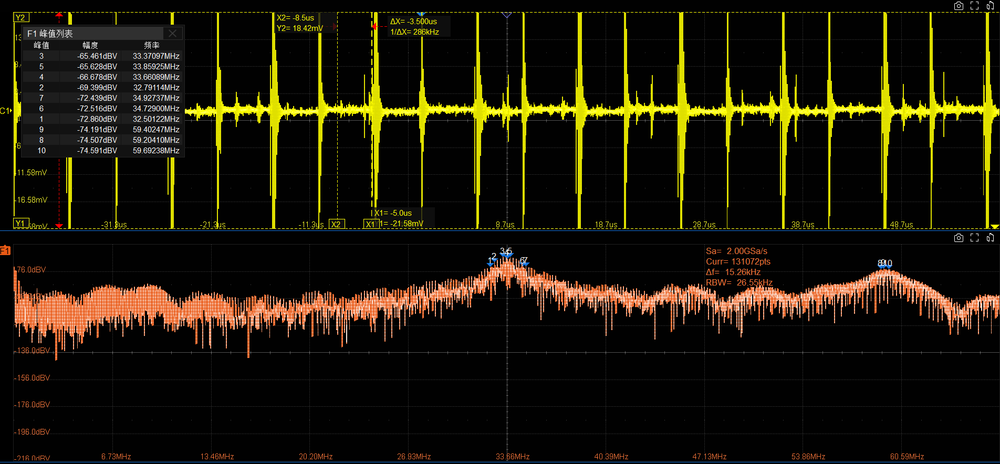 Y2
X2= -8.5us
Y2= 18.42mV
ΔX= -3.500us
1/ΔX= 286kHz
F1 峰值列表
峰值 幅度 频率
3 -65.461dBV 33.37097MHz
5 -65.628dBV 33.85925MHz
4 -66.678dBV 33.66089MHz
2 -69.399dBV 32.79114MHz
7 -72.439dBV 34.92737MHz
6 -72.516dBV 34.72900MHz
1 -72.860dBV 32.50122MHz
9 -74.191dBV 59.40247MHz
8 -74.507dBV 59.20410MHz
10 -74.591dBV 59.69238MHz
C1
-11.58mV
-16.58mV
X1= -5.0us
Y1= -21.58mV
Y1
-31.3us -21.3us -11.3us X2 X1 8.7us 18.7us 28.7us 38.7us 48.7us
F1
Sa= 2.00GSa/s
Curr= 131072pts
Δf= 15.26kHz
RBW= 26.55kHz
1 2 3 4 5 6 7 8 9 10
-76.0dBV
-136.0dBV
-156.0dBV
-176.0dBV
-196.0dBV
-216.0dBV
6.73MHz 13.46MHz 20.20MHz 26.93MHz 33.66MHz 40.39MHz 47.13MHz 53.86MHz 60.59MHz